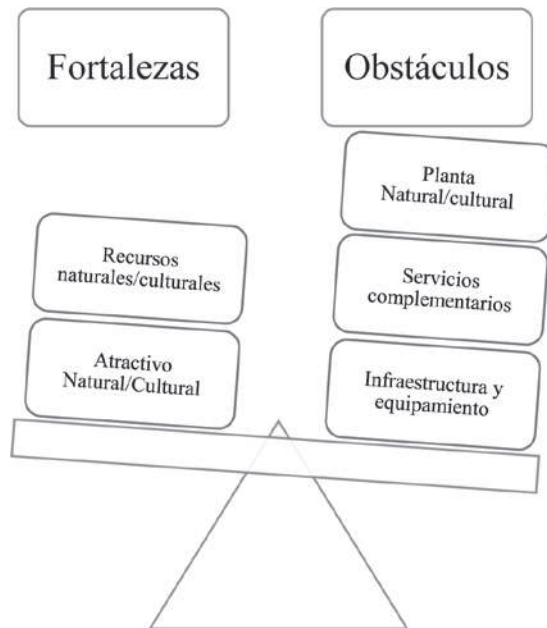 Fortalezas
Obstáculos
Recursos
naturales/culturales
Atractivo
Natural/Cultural
Planta
Natural/cultural
Servicios
complementarios
Infraestructura y
equipamiento